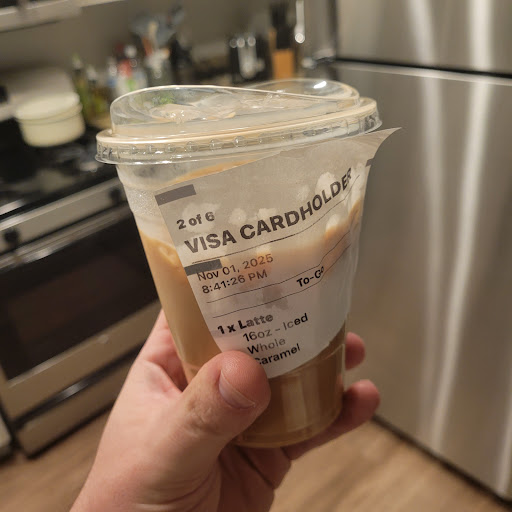 2 of 6
VISA CARDHOLDER
Nov 01, 2025
8:41:26 PM
To-Go
1 x Latte
16oz - Iced
Whole
Caramel